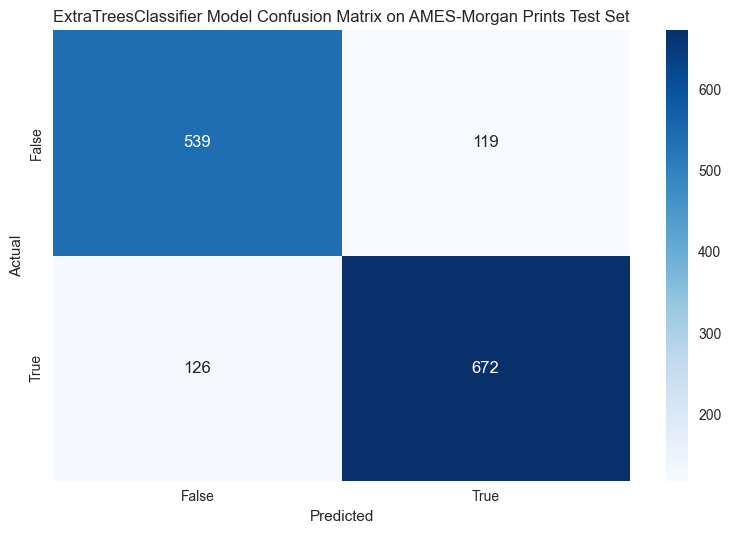 ExtraTreesClassifier Model Confusion Matrix on AMES-Morgan Prints Test Set
Actual
False
539
119
True
126
672
False
True
Predicted
600
500
400
300
200